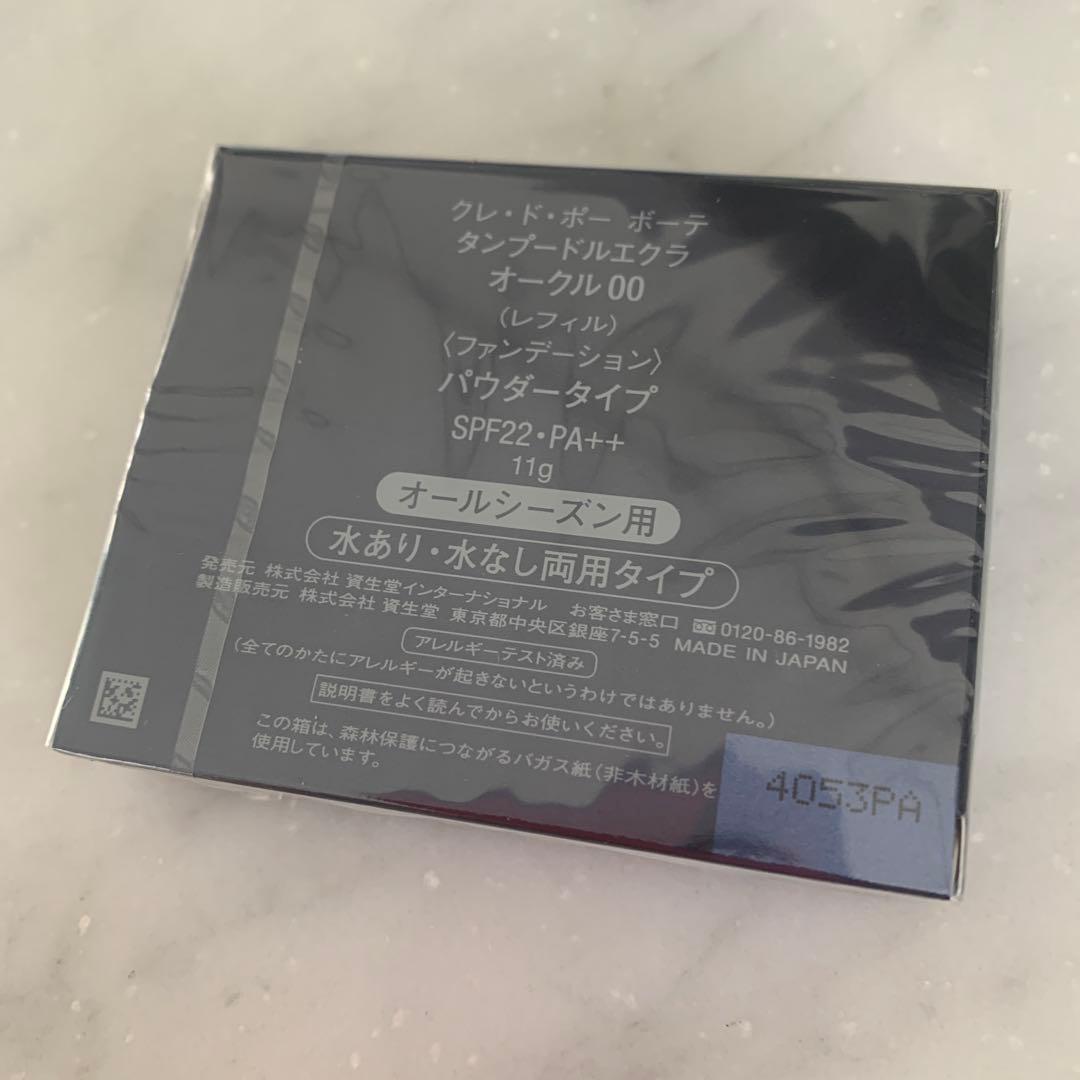 クレ・ド・ポー ボーテ
タンプードルエクラ
オークル00
（レフィル）
〈ファンデーション〉
パウダータイプ
SPF22・PA++
11g
オールシーズン用
水あり・水なし両用タイプ
発売元 株式会社 資生堂インターナショナル お客さま窓口 0120-86-1982
製造販売元 株式会社 資生堂 東京都中央区銀座7-5-5 MADE IN JAPAN
アレルギーテスト済み
（全てのかたにアレルギーが起きないというわけではありません。）
説明書をよく読んでからお使いください。
この箱は、森林保護につながるバガス紙（非木材紙）を
使用しています。
4053PA